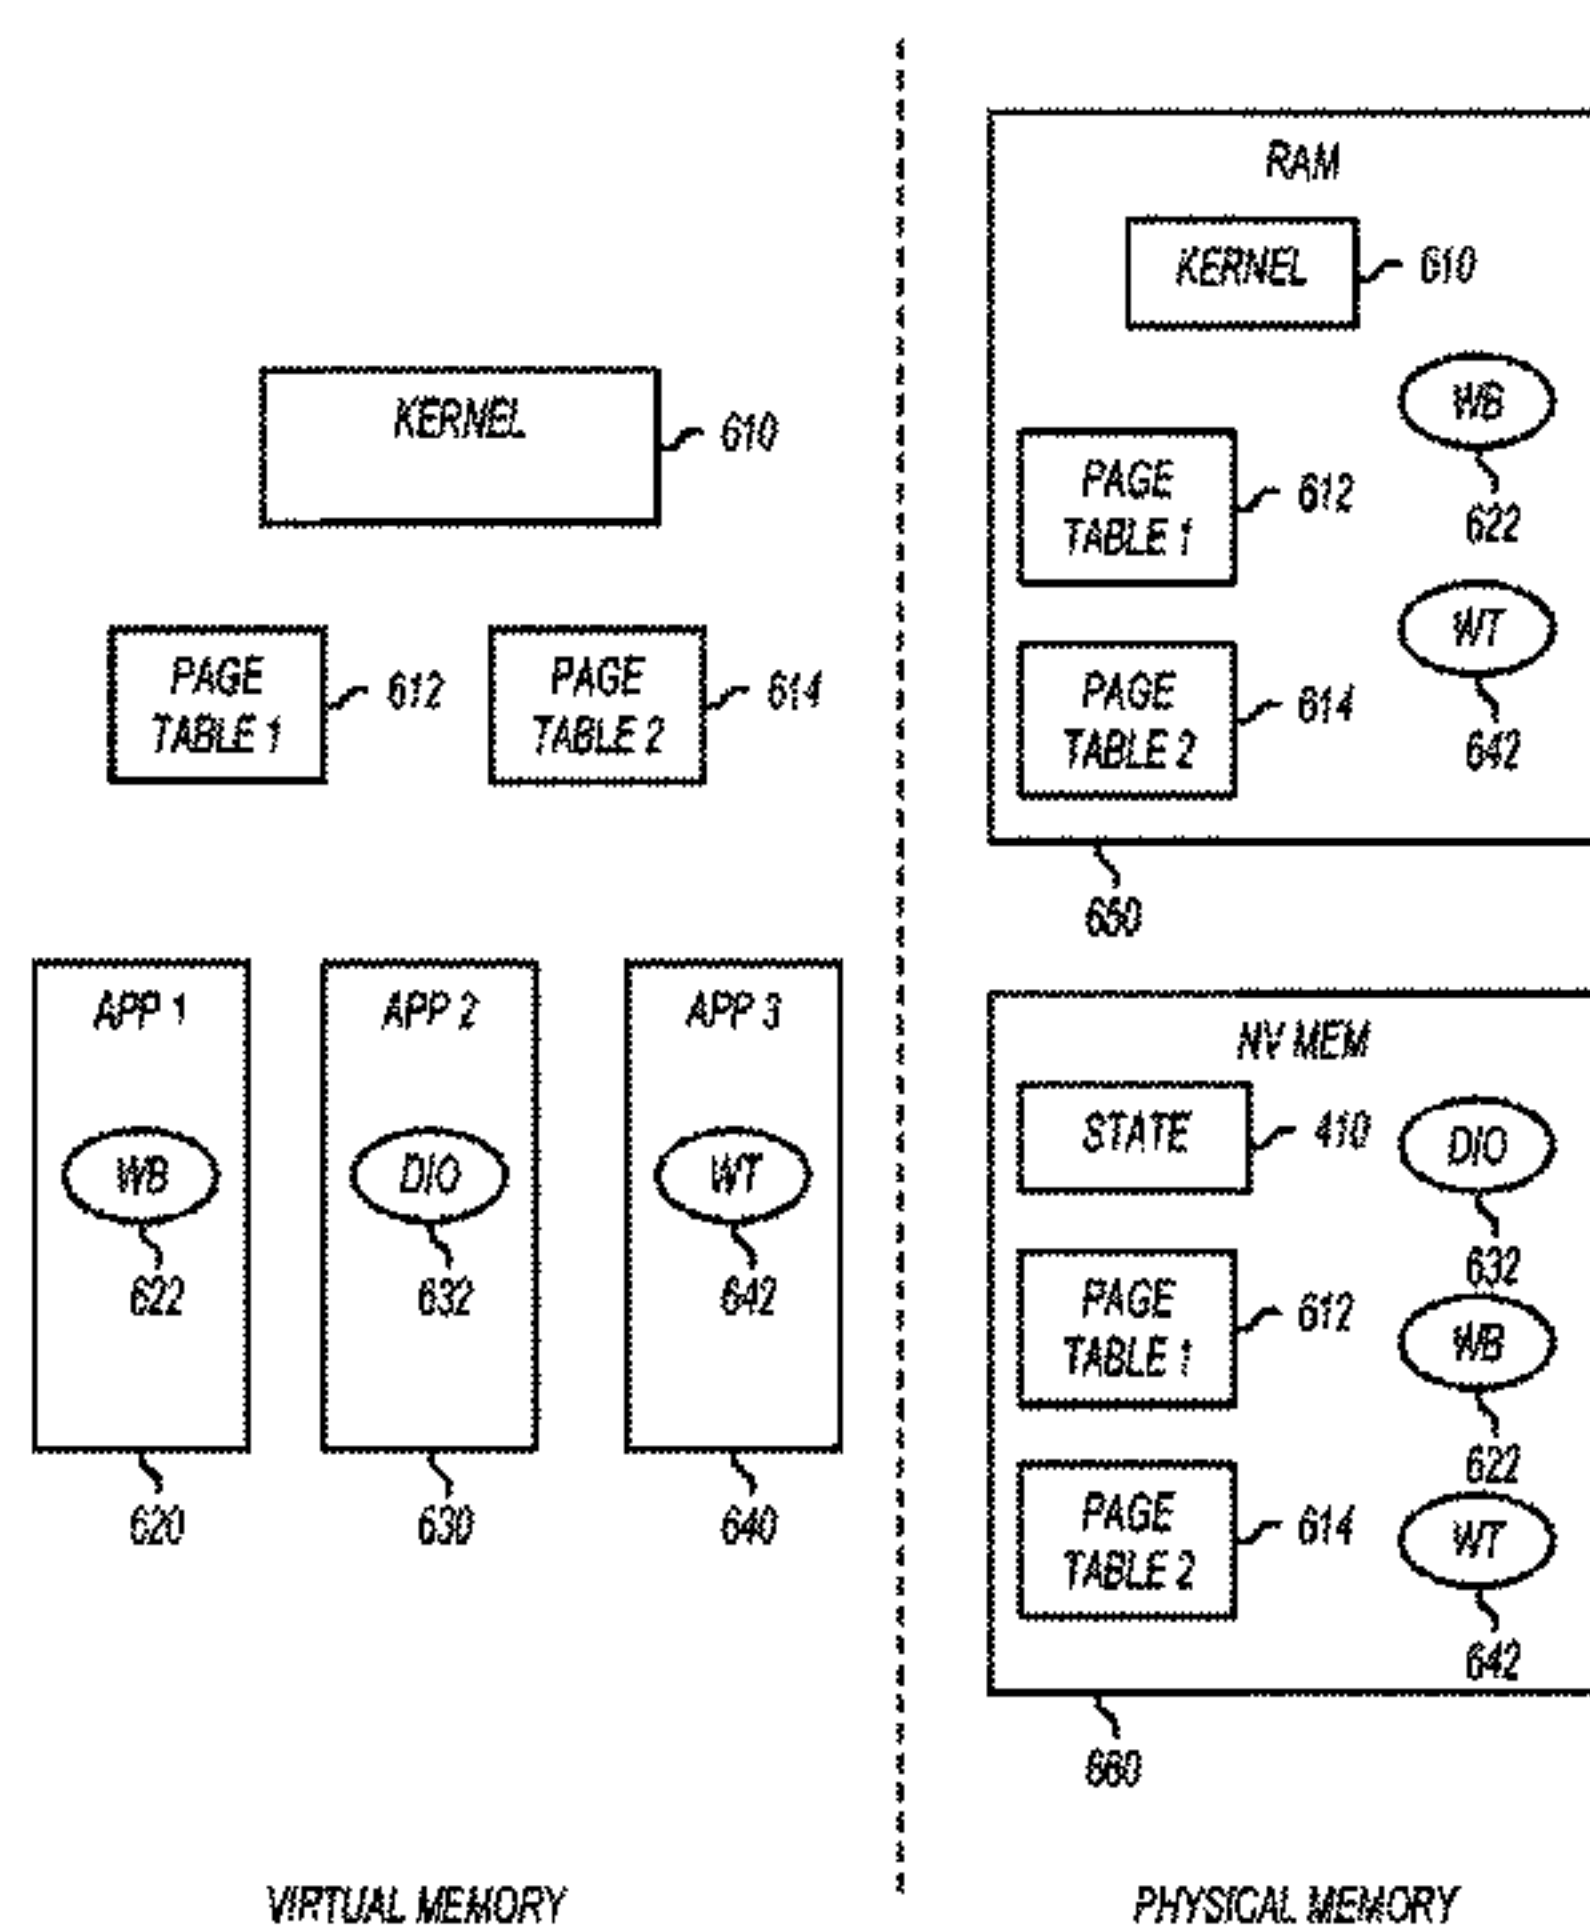 KERNEL
610
PAGE
TABLE 1
612
PAGE
TABLE 2
614
APP 1
WB
622
620
APP 2
DIO
632
630
APP 3
WT
642
640
VIRTUAL MEMORY
RAM
KERNEL
610
WB
622
PAGE
TABLE 1
612
WT
642
PAGE
TABLE 2
614
650
NV MEM
STATE
410
DIO
632
PAGE
TABLE 1
612
WB
622
PAGE
TABLE 2
614
WT
642
660
PHYSICAL MEMORY